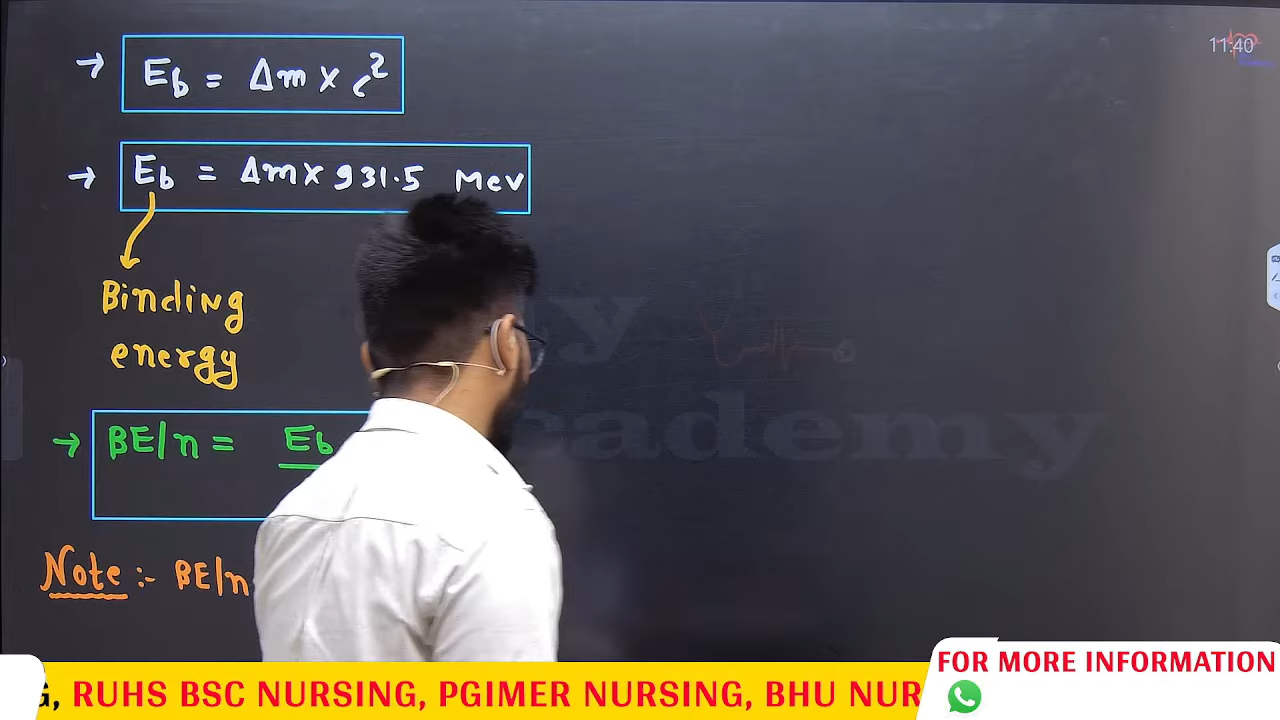 → Eb = Δm × c²
11:40
→ Eb = Δm × 931.5 MeV
Binding
energy
→ BE/n = Eb
academy
Note :- BE/n
FOR MORE INFORMATION
G, RUHS BSC NURSING, PGIMER NURSING, BHU NUR